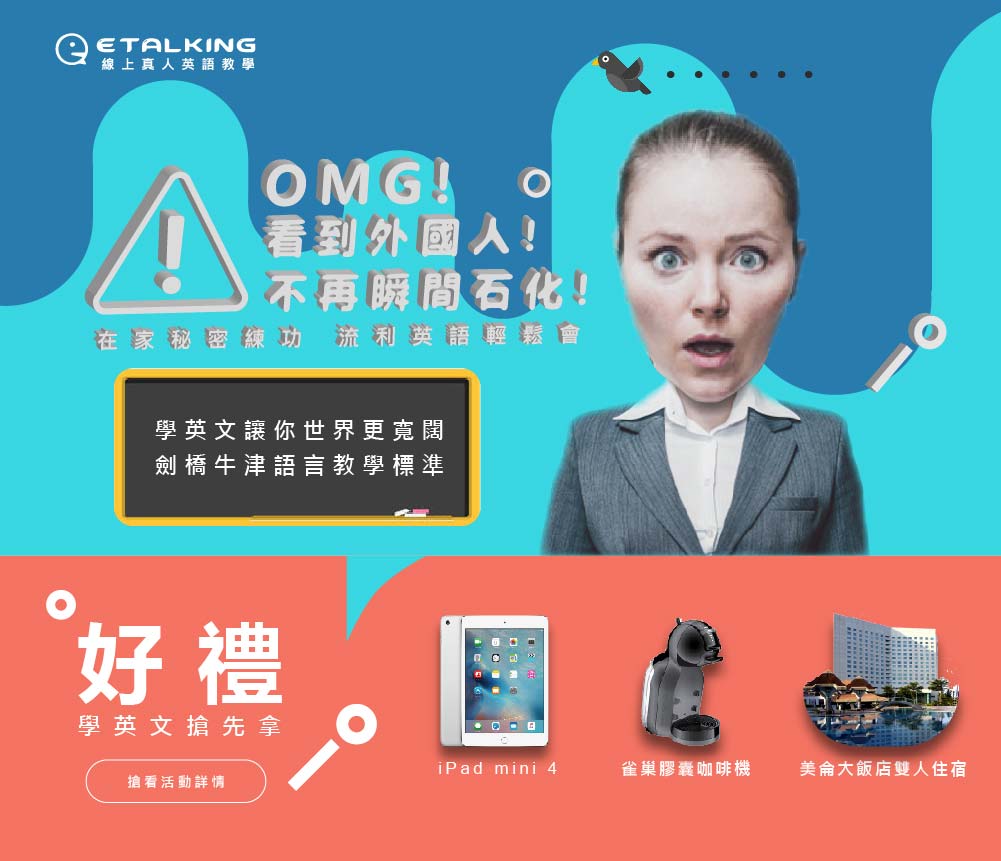 ETALKING
線上真人英語教學
OMG!
看到外國人!
不再瞬間石化!
在家秘密練功 流利英語輕鬆會
學英文讓你世界更寬闊
劍橋牛津語言教學標準
好禮
學英文搶先拿
搶看活動詳情
iPad mini 4
雀巢膠囊咖啡機
美侖大飯店雙人住宿